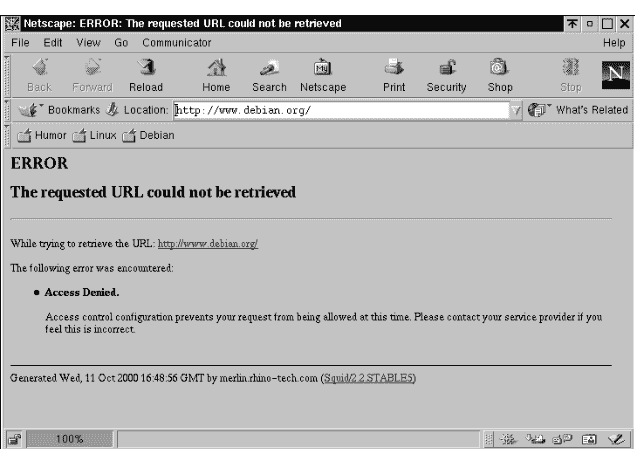 Netscape: ERROR: The requested URL could not be retrieved
File Edit View Go Communicator Help
Back Forward Reload Home Search Netscape Print Security Shop Stop
My
N
Bookmarks Location: http://www.debian.org/ What's Related
Humor Linux Debian
ERROR
The requested URL could not be retrieved
While trying to retrieve the URL: http://www.debian.org/
The following error was encountered:
Access Denied.
Access control configuration prevents your request from being allowed at this time. Please contact your service provider if you
feel this is incorrect.
Generated Wed, 11 Oct 2000 16:48:56 GMT by merlin.rhino-tech.com (Squid/2.2.STABLE5)
100%